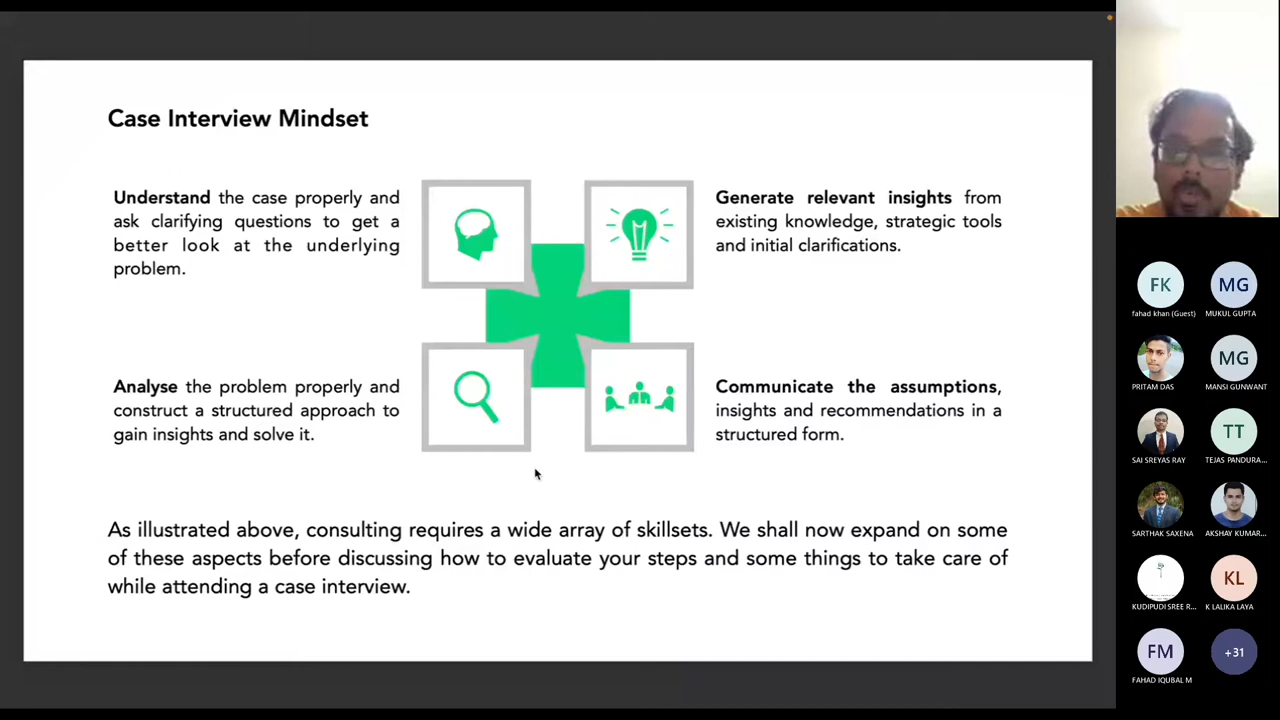 Case Interview Mindset
Understand the case properly and
ask clarifying questions to get a
better look at the underlying
problem.
Generate relevant insights from
existing knowledge, strategic tools
and initial clarifications.
Analyse the problem properly and
construct a structured approach to
gain insights and solve it.
Communicate the assumptions,
insights and recommendations in a
structured form.
As illustrated above, consulting requires a wide array of skillsets. We shall now expand on some
of these aspects before discussing how to evaluate your steps and some things to take care of
while attending a case interview.
FK
MG
fahad khan (Guest)
MUKUL GUPTA
MG
PRITAM DAS
MANSI GUNWANT
TT
SAI SREYAS RAY
TEJAS PANDURA...
SARTHAK SAXENA
AKSHAY KUMAR...
KL
KUDIPUDI SREE R...
K LALIKA LAYA
FM
+31
FAHAD IQUBAL M